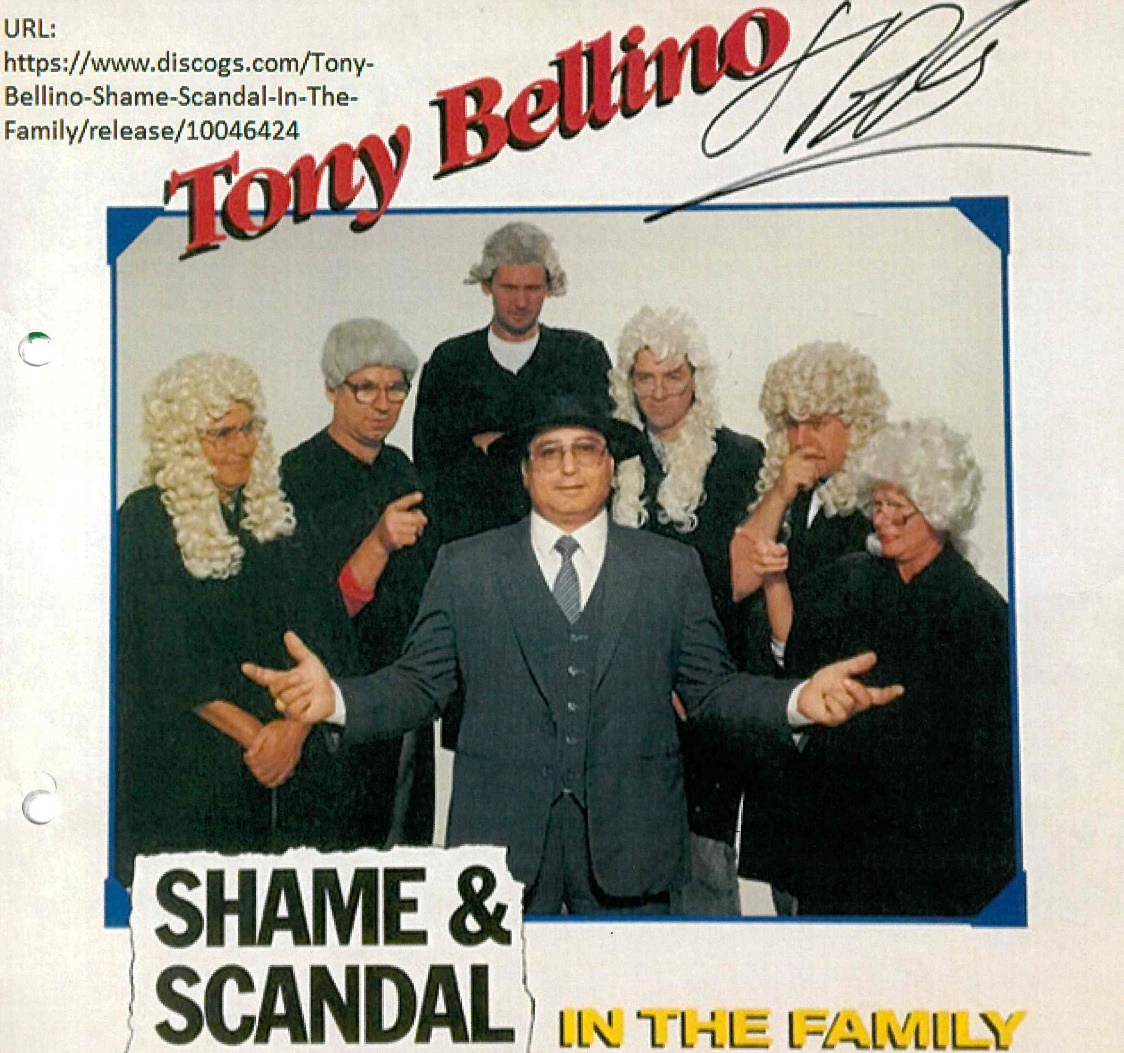 URL:
https://www.discogs.com/Tony-
Bellino-Shame-Scandal-In-The-
Family/release/10046424
Tony Bellino
SHAME &
SCANDAL
IN THE FAMILY